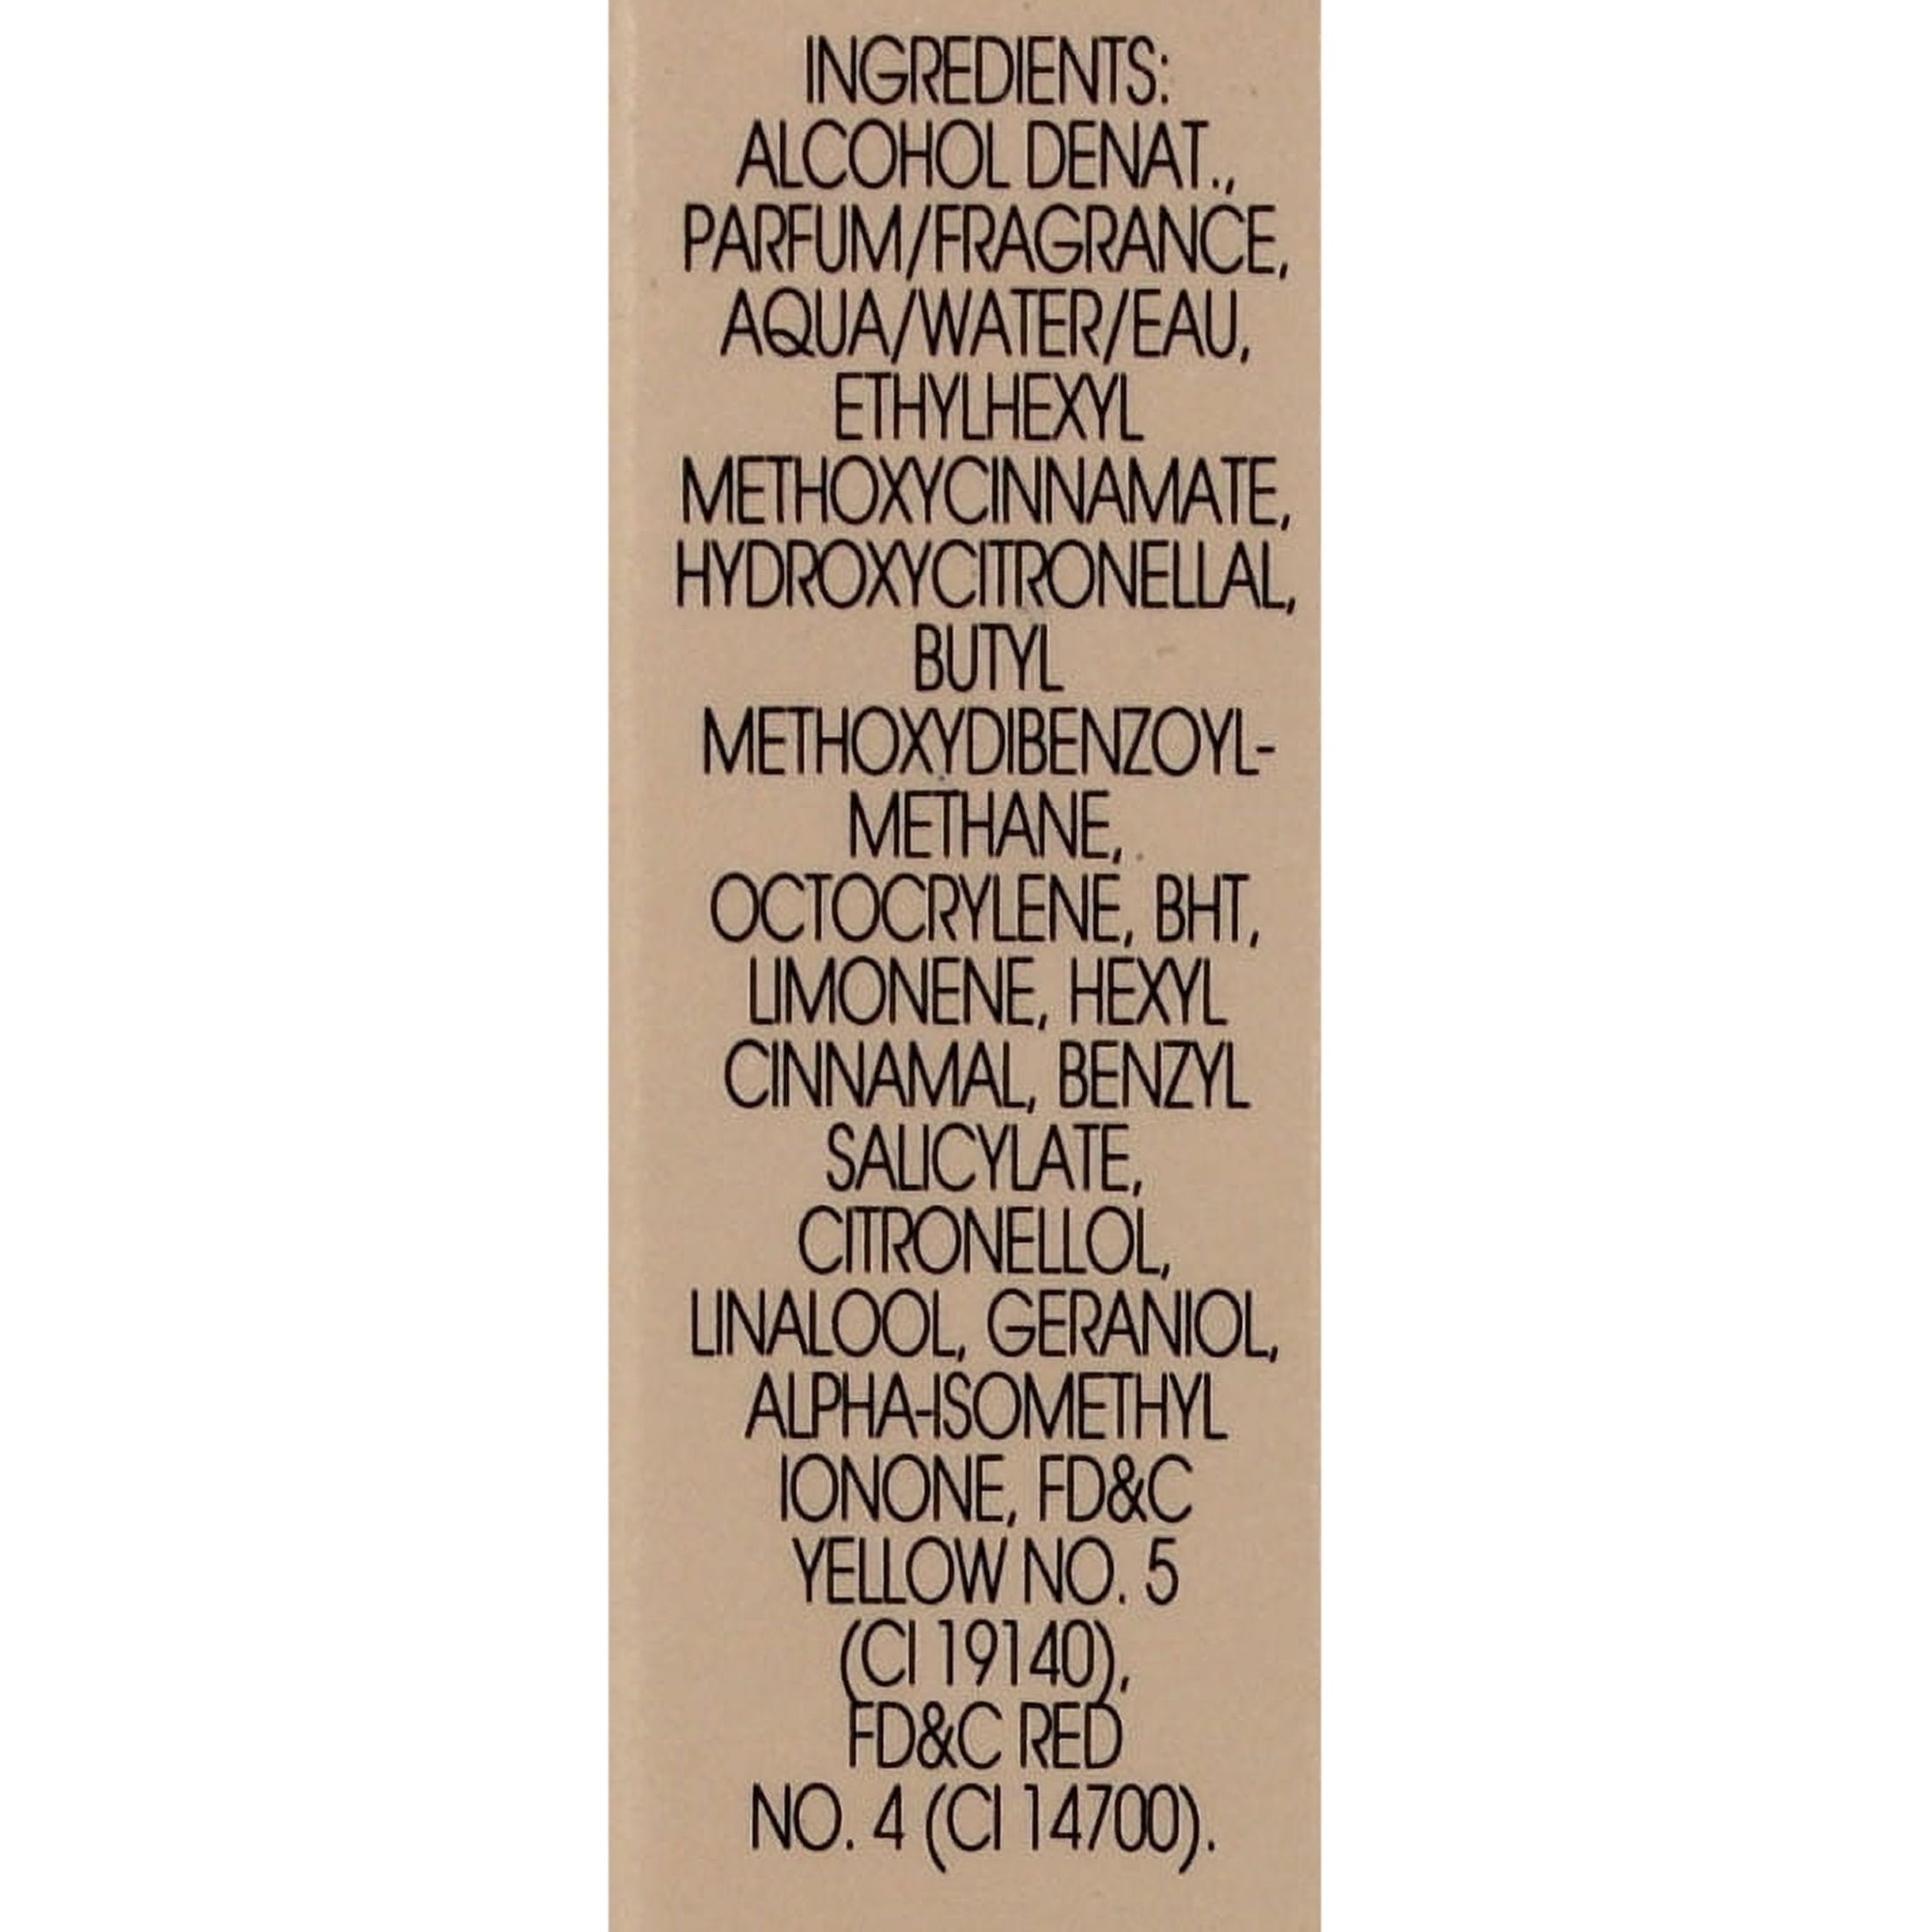 INGREDIENTS:
ALCOHOL DENAT.,
PARFUM/FRAGRANCE,
AQUA/WATER/EAU,
ETHYLHEXYL
METHOXYCINNAMATE,
HYDROXYCITRONELLAL,
BUTYL
METHOXYDIBENZOYL-
METHANE,
OCTOCRYLENE, BHT,
LIMONENE, HEXYL
CINNAMAL, BENZYL
SALICYLATE,
CITRONELLOL,
LINALOOL, GERANIOL,
ALPHA-ISOMETHYL
IONONE, FD&C
YELLOW NO. 5
(CI 19140),
FD&C RED
NO. 4 (CI 14700).